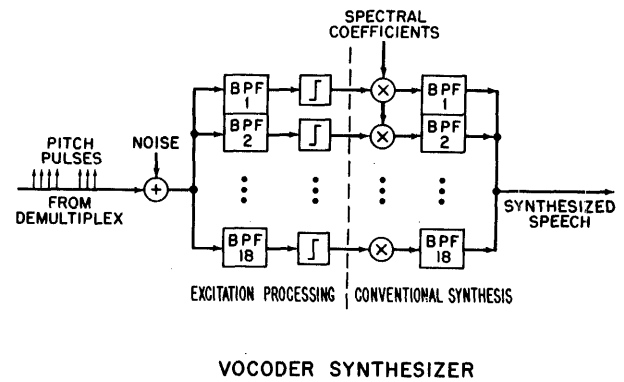 SPECTRAL
COEFFICIENTS
BPF
1
BPF
1
PITCH
PULSES
NOISE
BPF
2
BPF
2
+
×
×
FROM
DEMULTIPLEX
SYNTHESIZED
SPEECH
BPF
18
×
BPF
18
EXCITATION PROCESSING
CONVENTIONAL SYNTHESIS
VOCODER SYNTHESIZER